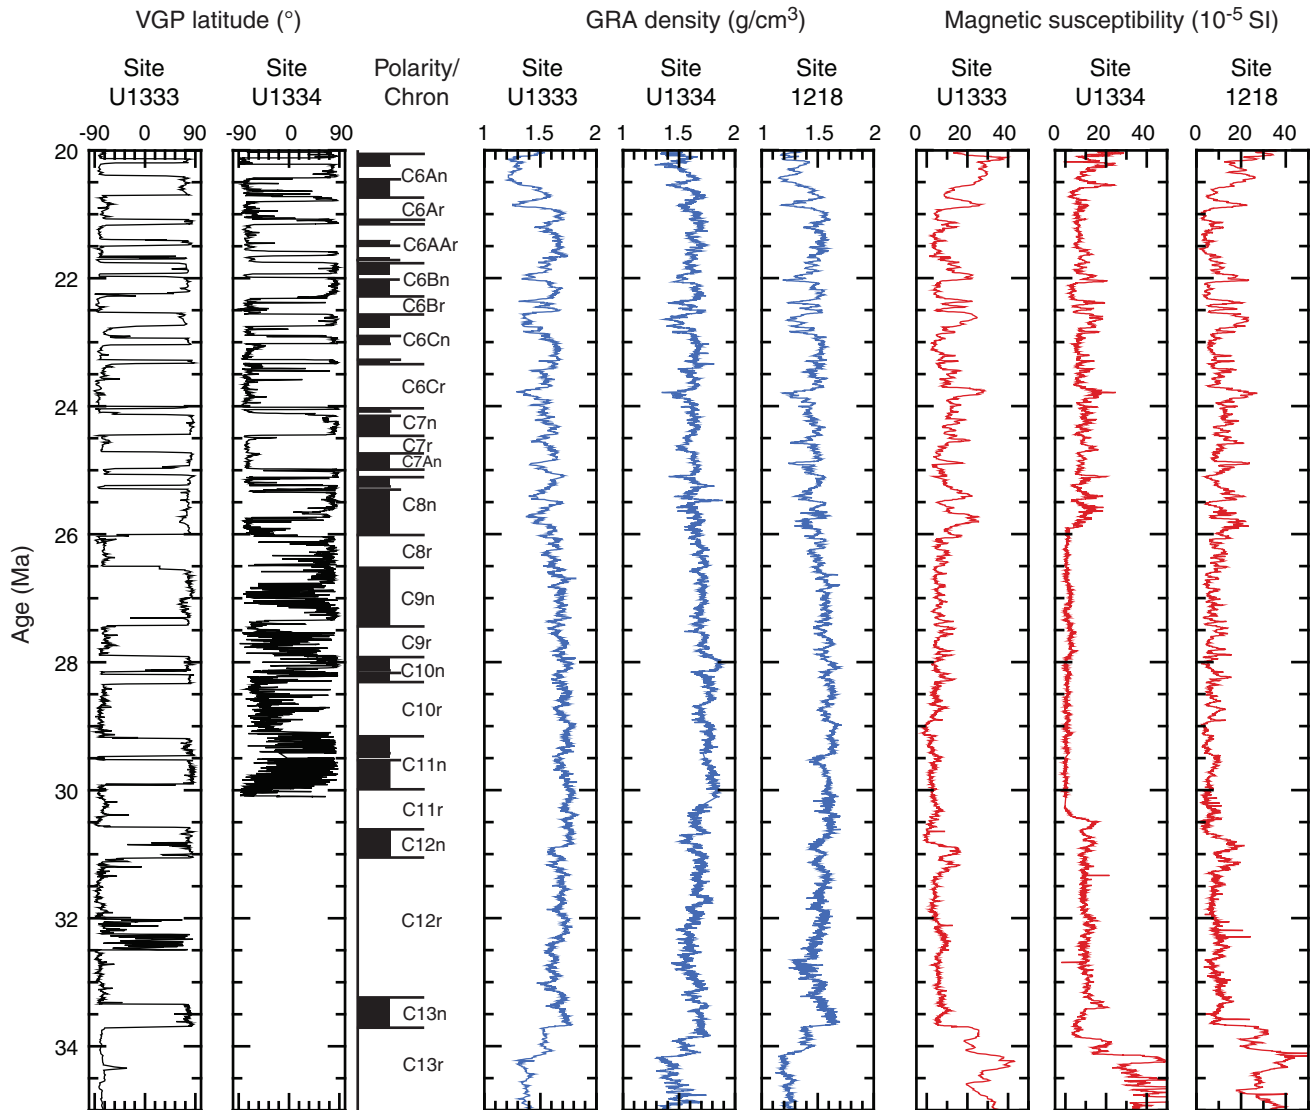 VGP latitude (°) GRA density (g/cm3) Magnetic susceptibility (10-5 SI)
Site Site Polarity/ Site Site Site Site Site Site
U1333 U1334 Chron U1333 U1334 1218 U1333 U1334 1218
-90 0 90 -90 0 90 1 1.5 2 1 1.5 2 1 1.5 2 0 20 40 0 20 40 0 20 40
20
C6An
C6Ar
C6AAr
22
C6Bn
C6Br
C6Cn
C6Cr
24
C7n
C7r
C7An
C8n
26
C8r
C9n
Age (Ma)
C9r
28
C10n
C10r
C11n
30
C11r
C12n
32
C12r
C13n
34
C13r